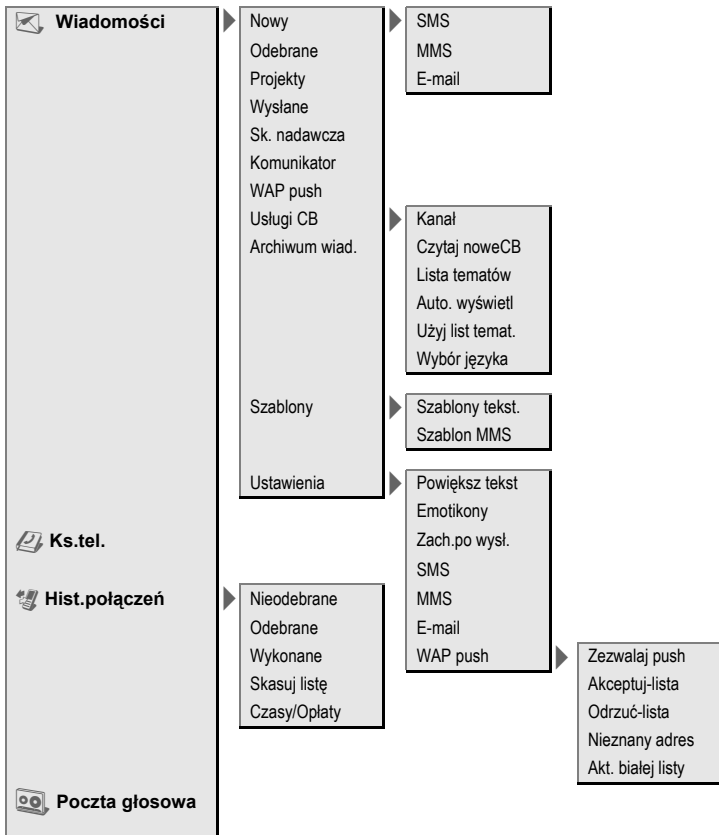 Wiadomości
Nowy
SMS
MMS
E-mail
Odebrane
Projekty
Wysłane
Sk. nadawcza
Komunikator
WAP push
Usługi CB
Kanał
Czytaj noweCB
Lista tematów
Auto. wyświetl
Użyj list temat.
Wybór języka
Archiwum wiad.
Szablony
Szablony tekst.
Szablon MMS
Ustawienia
Powiększ tekst
Emotikony
Zach.po wysł.
SMS
MMS
E-mail
WAP push
Zezwalaj push
Akceptuj-lista
Odrzuć-lista
Nieznany adres
Akt. białej listy
Ks.tel.
Hist.połączeń
Nieodebrane
Odebrane
Wykonane
Skasuj listę
Czasy/Opłaty
Poczta głosowa